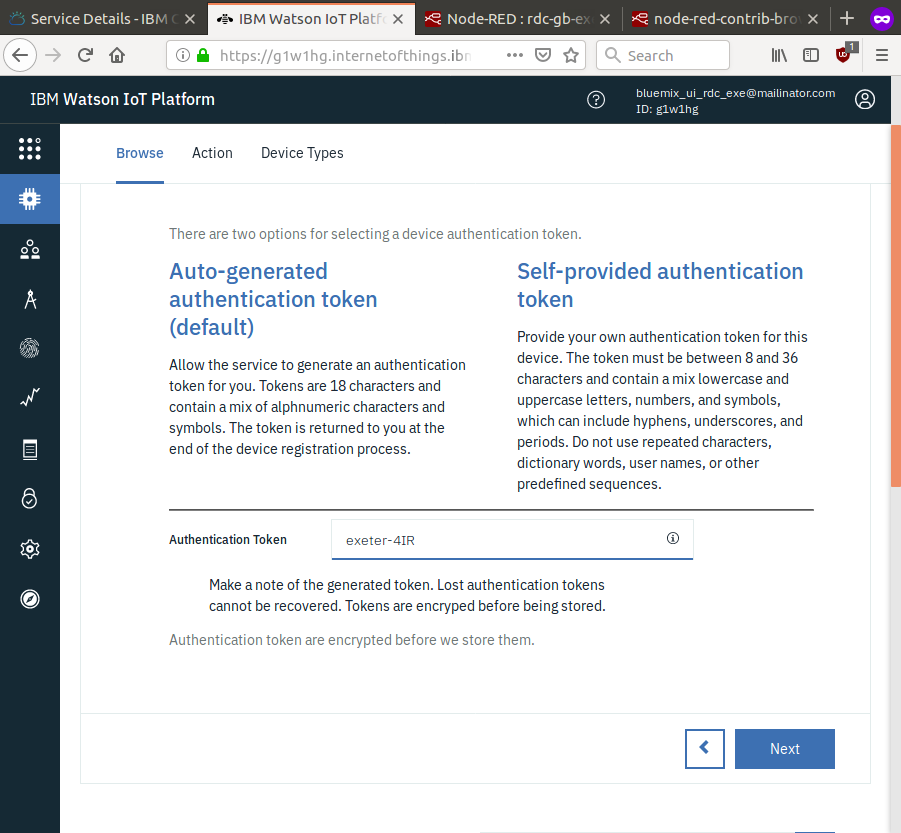 Service Details - IBM C
IBM Watson IoT Platf
Node-RED : rdc-gb-ex
node-red-contrib-bro
https://g1w1hg.internetofthings.ibm
Search
1
IBM Watson IoT Platform
bluemix_ui_rdc_exe@mailinator.com
ID: g1w1hg
Browse
Action
Device Types
There are two options for selecting a device authentication token.
Auto-generated
authentication token
(default)
Allow the service to generate an authentication
token for you. Tokens are 18 characters and
contain a mix of alphnumeric characters and
symbols. The token is returned to you at the
end of the device registration process.
Self-provided authentication
token
Provide your own authentication token for this
device. The token must be between 8 and 36
characters and contain a mix lowercase and
uppercase letters, numbers, and symbols,
which can include hyphens, underscores, and
periods. Do not use repeated characters,
dictionary words, user names, or other
predefined sequences.
Authentication Token
exeter-4IR
Make a note of the generated token. Lost authentication tokens
cannot be recovered. Tokens are encryped before being stored.
Authentication token are encrypted before we store them.
Next